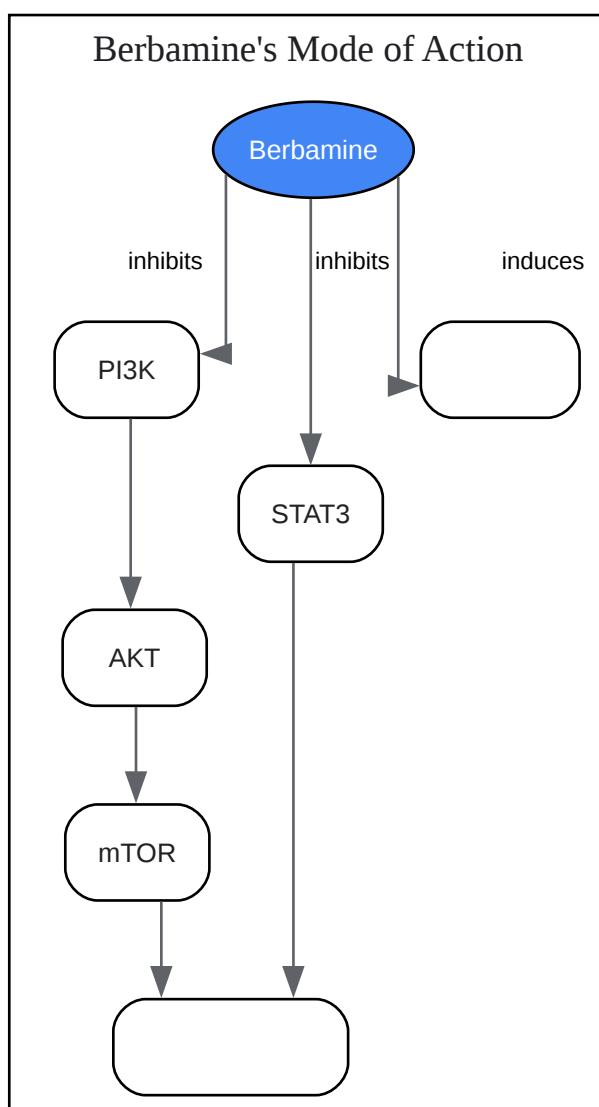 Berbamine's Mode of Action
Berbamine
inhibits
inhibits
induces
PI3K
STAT3
AKT
mTOR